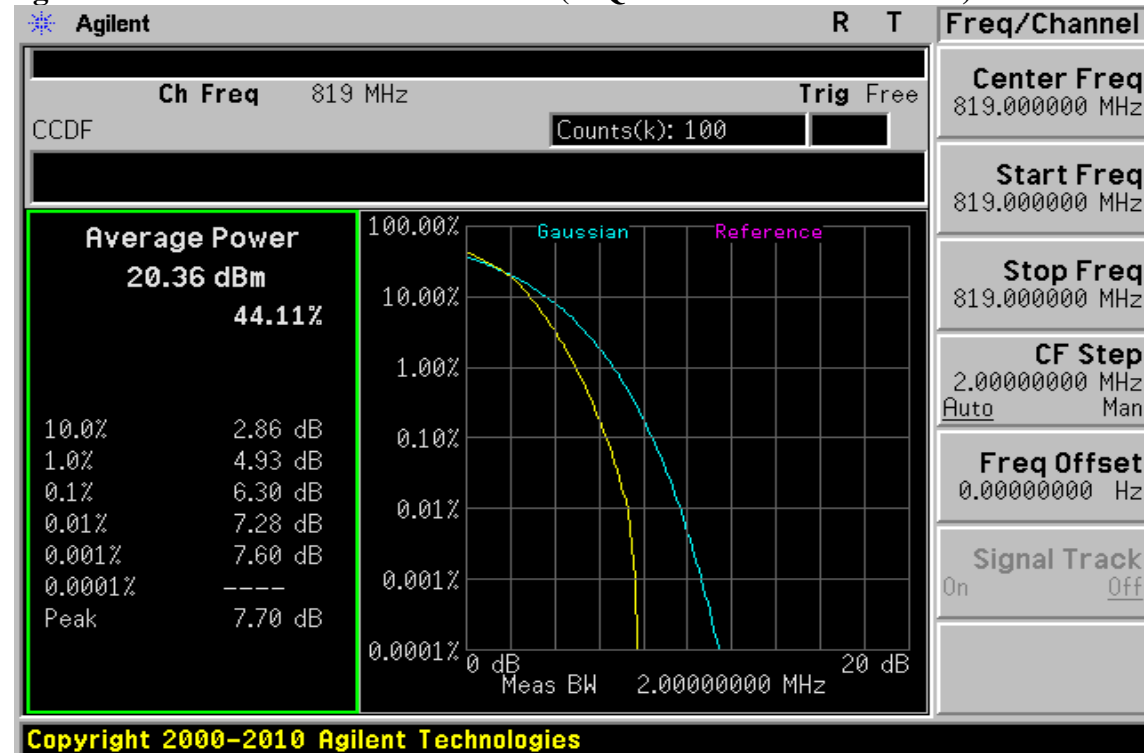 Agilent R T
Ch Freq 819 MHz Trig Free
CCDF Counts(k): 100
Average Power
20.36 dBm
44.11%
10.0% 2.86 dB
1.0% 4.93 dB
0.1% 6.30 dB
0.01% 7.28 dB
0.001% 7.60 dB
0.0001% ----
Peak 7.70 dB
Gaussian Reference
100.00%
10.00%
1.00%
0.10%
0.01%
0.001%
0.0001%
0 dB 20 dB
Meas BW 2.00000000 MHz
Freq/Channel
Center Freq
819.000000 MHz
Start Freq
819.000000 MHz
Stop Freq
819.000000 MHz
CF Step
2.00000000 MHz
Auto Man
Freq Offset
0.00000000 Hz
Signal Track
On Off
Copyright 2000-2010 Agilent Technologies